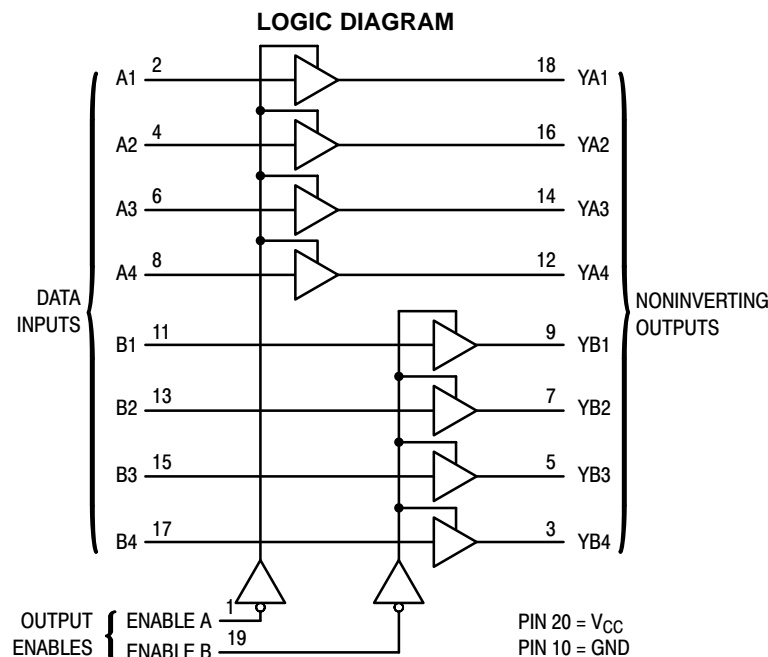 LOGIC DIAGRAM
A1 2 18 YA1
A2 4 16 YA2
A3 6 14 YA3
A4 8 12 YA4
DATA
INPUTS
NONINVERTING
OUTPUTS
B1 11 9 YB1
B2 13 7 YB2
B3 15 5 YB3
B4 17 3 YB4
OUTPUT
ENABLES
ENABLE A 1
ENABLE B 19
PIN 20 = VCC
PIN 10 = GND